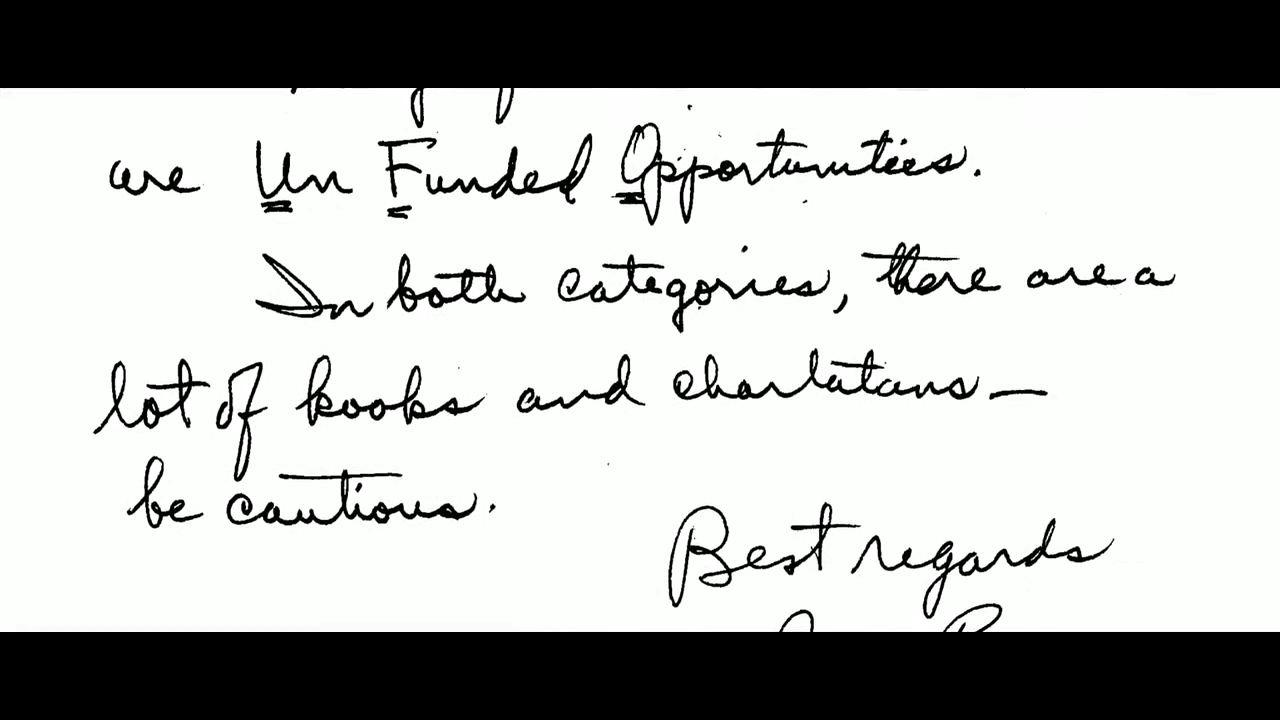 are Un Funded Opportunities.
In both categories, there are a
lot of kooks and charlatans —
be cautious.
Best regards